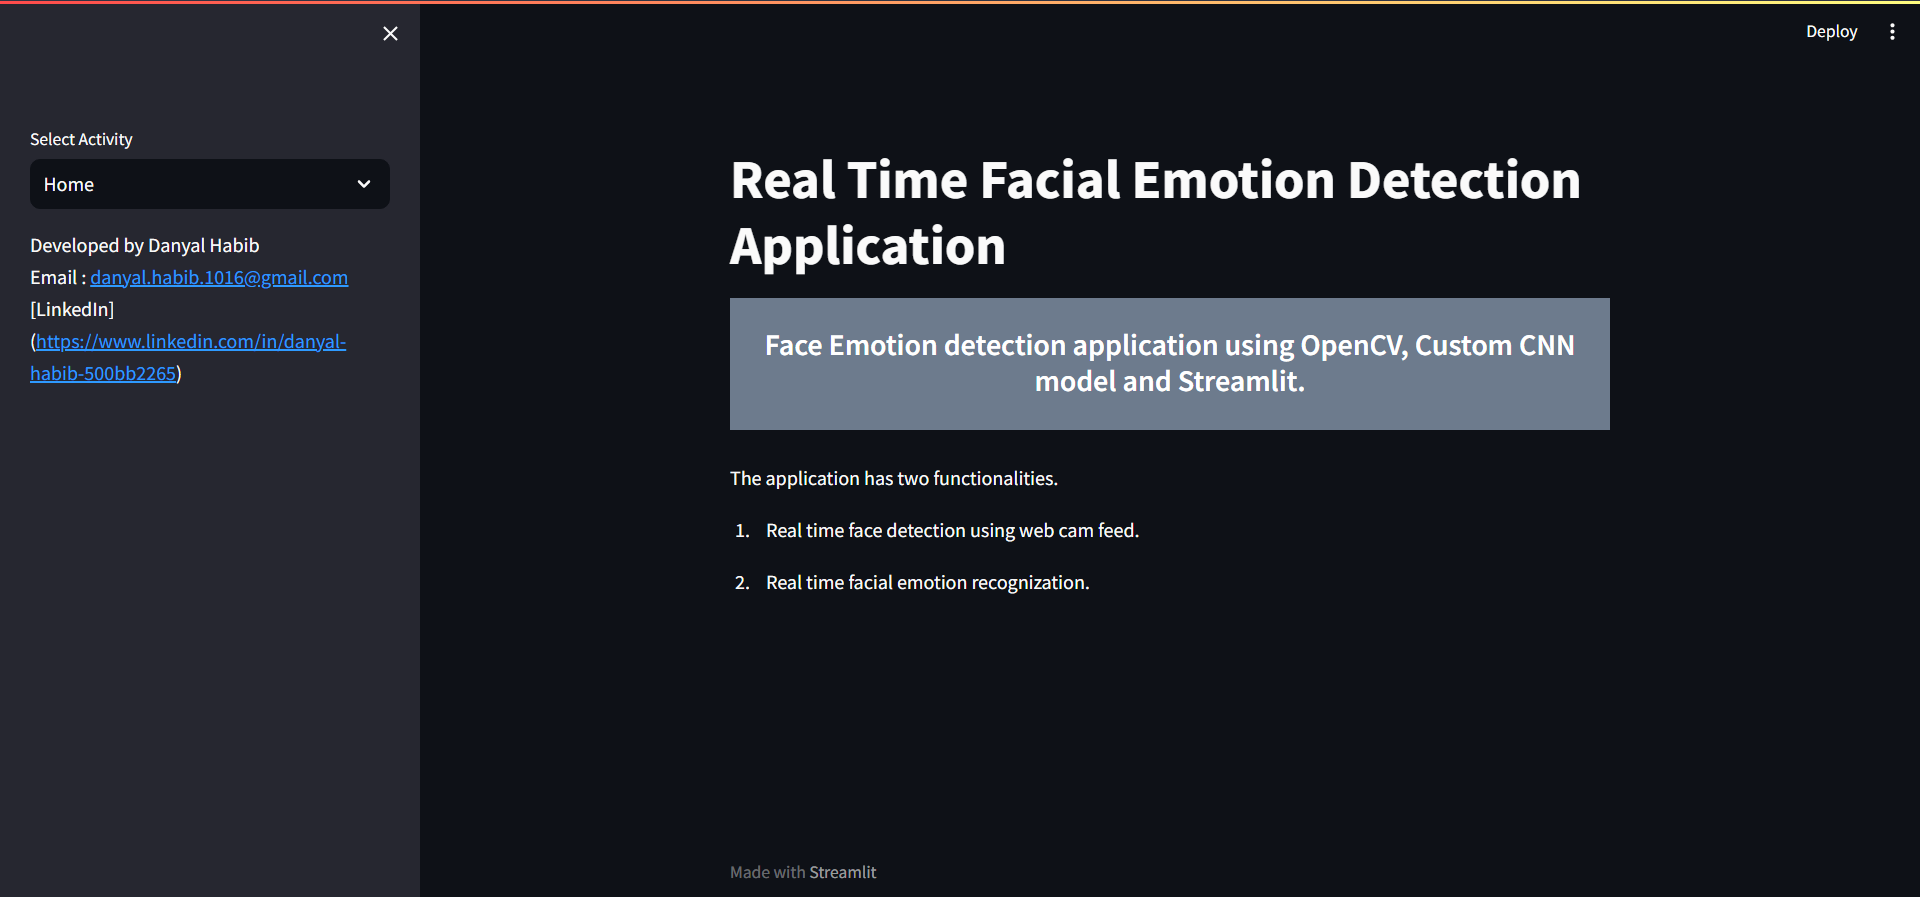 Deploy
Select Activity
Home
Developed by Danyal Habib
Email : danyal.habib.1016@gmail.com
[LinkedIn]
(https://www.linkedin.com/in/danyal-
habib-500bb2265)
Real Time Facial Emotion Detection
Application
Face Emotion detection application using OpenCV, Custom CNN
model and Streamlit.
The application has two functionalities.
1. Real time face detection using web cam feed.
2. Real time facial emotion recognization.
Made with Streamlit